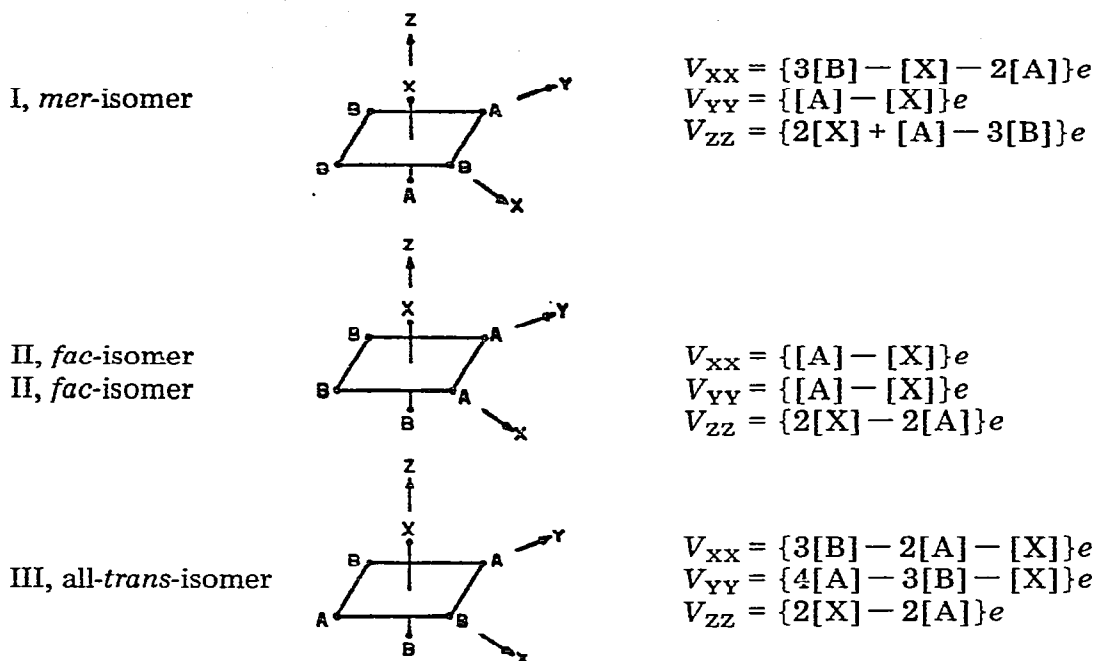 Z
I, mer-isomer
X
Y
B
A
B
B
A
X
V_XX = {3[B] — [X] — 2[A]}e
V_YY = {[A] — [X]}e
V_ZZ = {2[X] + [A] — 3[B]}e
Z
II, fac-isomer
II, fac-isomer
X
Y
B
A
B
A
B
X
V_XX = {[A] — [X]}e
V_YY = {[A] — [X]}e
V_ZZ = {2[X] — 2[A]}e
Z
III, all-trans-isomer
X
Y
B
A
A
B
B
X
V_XX = {3[B] — 2[A] — [X]}e
V_YY = {4[A] — 3[B] — [X]}e
V_ZZ = {2[X] — 2[A]}e